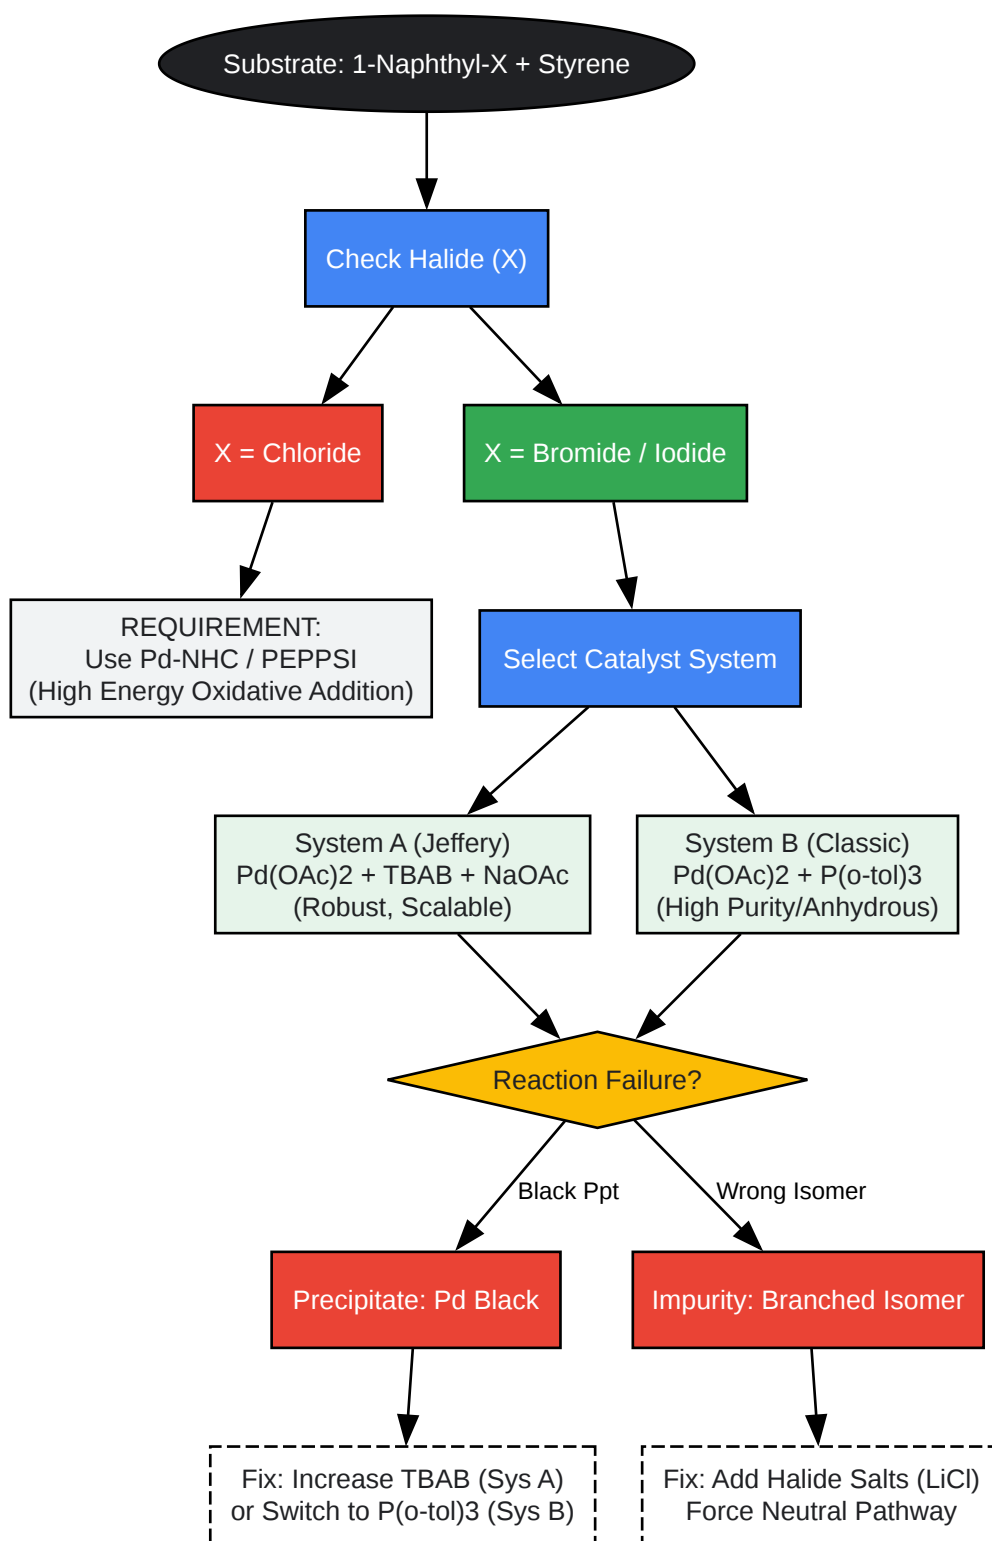 Substrate: 1-Naphthyl-X + Styrene
Check Halide (X)
X = Chloride
X = Bromide / Iodide
REQUIREMENT:
Use Pd-NHC / PEPPSI
(High Energy Oxidative Addition)
Select Catalyst System
System A (Jeffery)
Pd(OAc)2 + TBAB + NaOAc
(Robust, Scalable)
System B (Classic)
Pd(OAc)2 + P(o-tol)3
(High Purity/Anhydrous)
Reaction Failure?
Black Ppt
Wrong Isomer
Precipitate: Pd Black
Impurity: Branched Isomer
Fix: Increase TBAB (Sys A)
or Switch to P(o-tol)3 (Sys B)
Fix: Add Halide Salts (LiCl)
Force Neutral Pathway